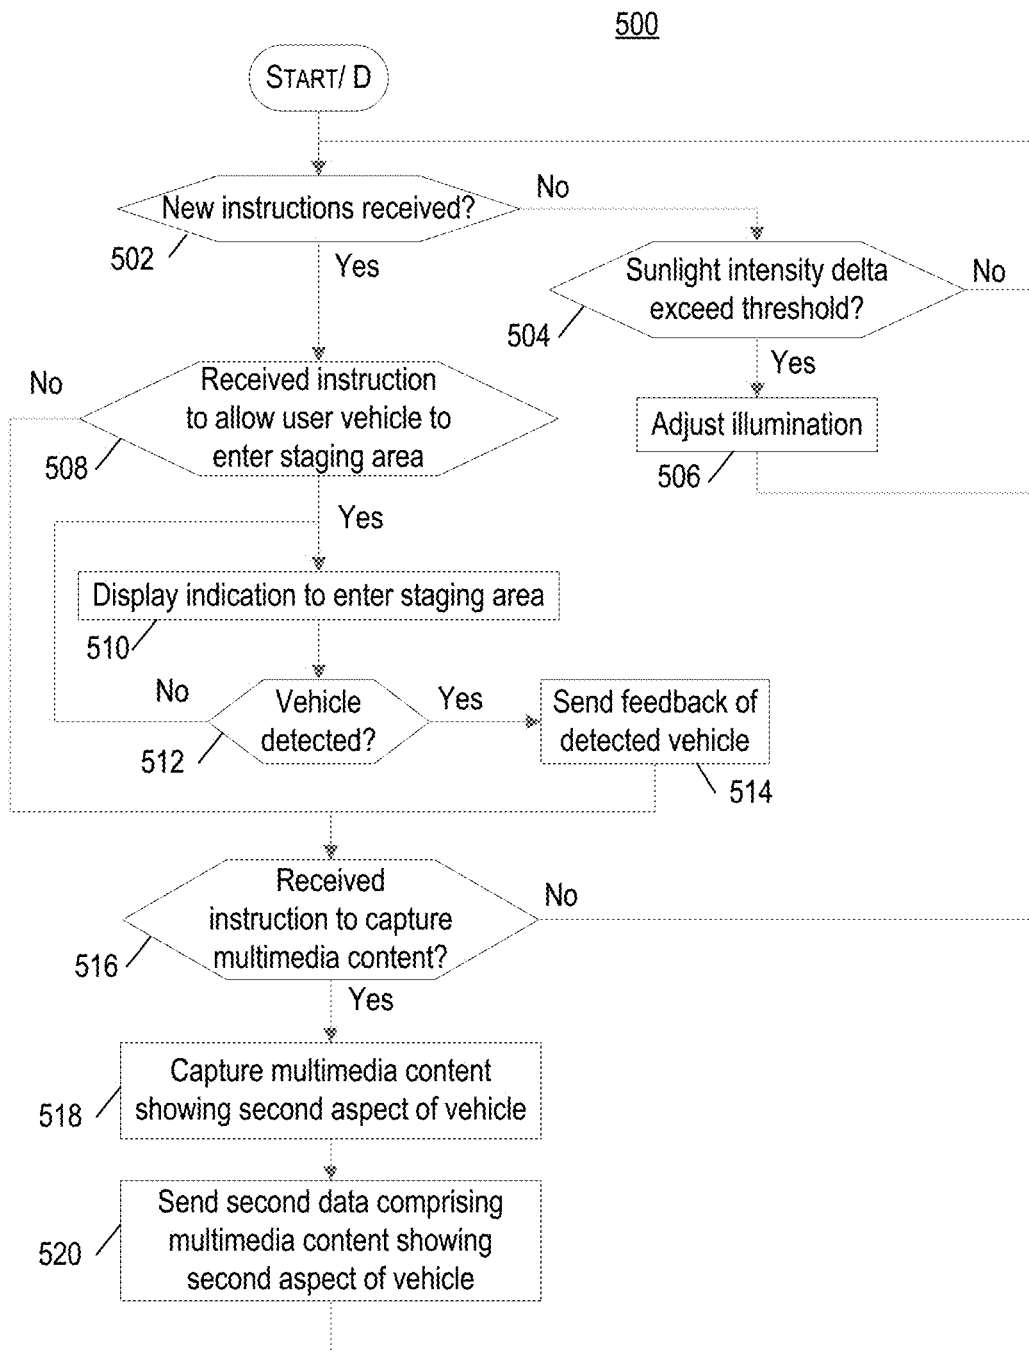 500
START/ D
New instructions received?
No
502
Yes
Sunlight intensity delta
exceed threshold?
No
504
Yes
Adjust illumination
506
No
Received instruction
to allow user vehicle to
enter staging area
508
Yes
Display indication to enter staging area
510
No
Vehicle
detected?
Yes
512
Send feedback of
detected vehicle
514
Received
instruction to capture
multimedia content?
No
516
Yes
Capture multimedia content
showing second aspect of vehicle
518
Send second data comprising
multimedia content showing
second aspect of vehicle
520